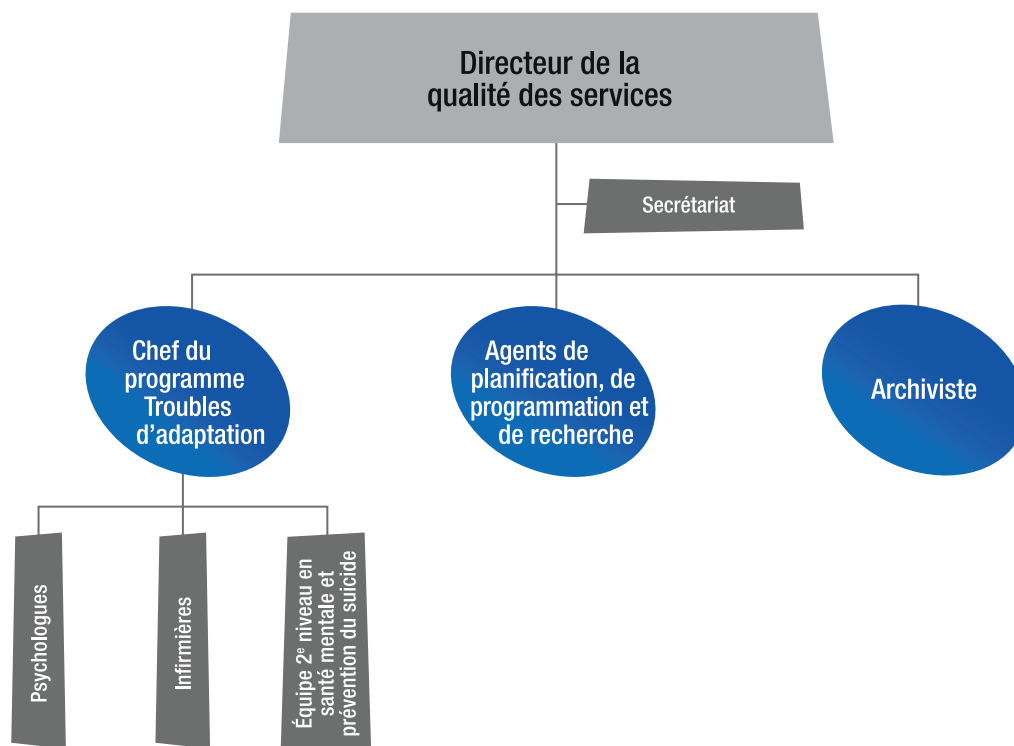 Directeur de la
qualité des services
Secrétariat
Chef du
programme
Troubles
d’adaptation
Agents de
planification, de
programmation et
de recherche
Archiviste
Psychologues
Infirmières
Équipe 2e niveau en
santé mentale et
prévention du suicide